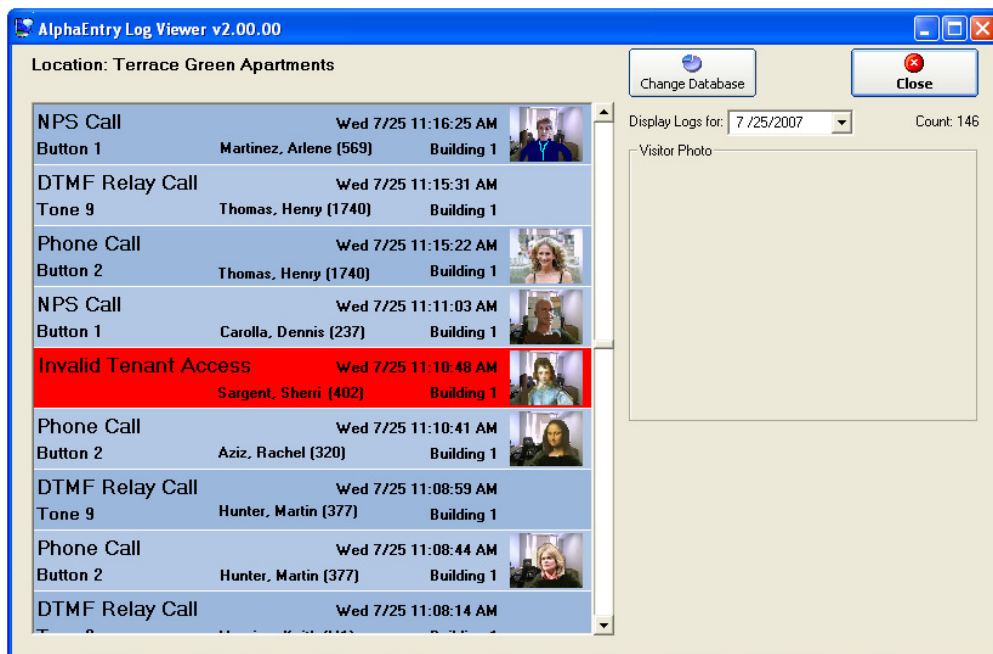 AlphaEntry Log Viewer v2.00.00
Location: Terrace Green Apartments
Change Database
Close
Display Logs for: 7 /25/2007
Count: 146
Visitor Photo
NPS Call Wed 7/25 11:16:25 AM
Button 1 Martinez, Arlene (569) Building 1
DTMF Relay Call Wed 7/25 11:15:31 AM
Tone 9 Thomas, Henry (1740) Building 1
Phone Call Wed 7/25 11:15:22 AM
Button 2 Thomas, Henry (1740) Building 1
NPS Call Wed 7/25 11:11:03 AM
Button 1 Carolla, Dennis (237) Building 1
Invalid Tenant Access Wed 7/25 11:10:48 AM
Sargent, Sherri (402) Building 1
Phone Call Wed 7/25 11:10:41 AM
Button 2 Aziz, Rachel (320) Building 1
DTMF Relay Call Wed 7/25 11:08:59 AM
Tone 9 Hunter, Martin (377) Building 1
Phone Call Wed 7/25 11:08:44 AM
Button 2 Hunter, Martin (377) Building 1
DTMF Relay Call Wed 7/25 11:08:14 AM